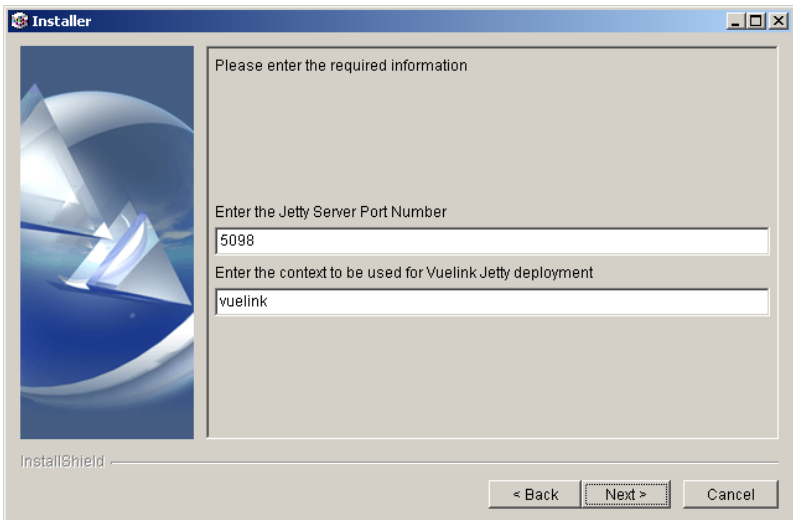 Installer
Please enter the required information
Enter the Jetty Server Port Number
5098
Enter the context to be used for Vuelink Jetty deployment
vuelink
InstallShield
< Back Next > Cancel